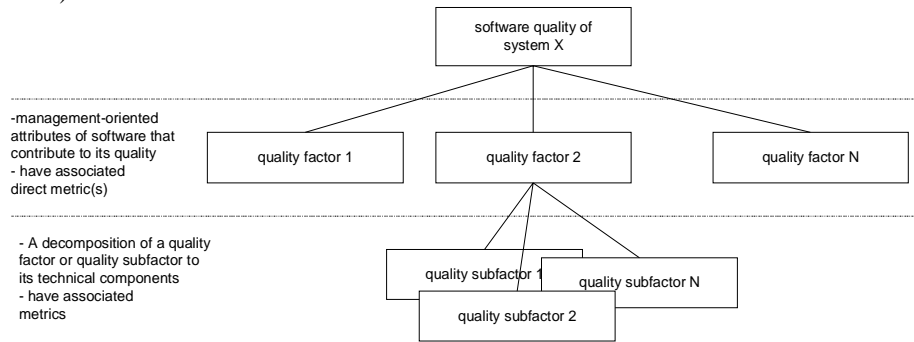 software quality of
system X
-management-oriented
attributes of software that
contribute to its quality
- have associated
direct metric(s)
quality factor 1
quality factor 2
quality factor N
- A decomposition of a quality
factor or quality subfactor to
its technical components
- have associated
metrics
quality subfactor 1
quality subfactor N
quality subfactor 2